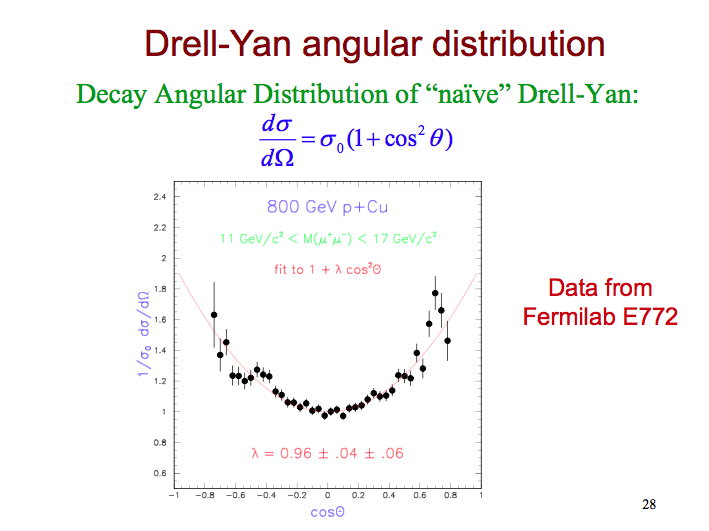 Drell-Yan angular distribution
Decay Angular Distribution of “naïve” Drell-Yan:
dσ/dΩ = σ₀(1+cos² θ)
800 GeV p+Cu
11 GeV/c² < M(μ⁺μ⁻) < 17 GeV/c²
fit to 1 + λ cos²Θ
1/σ₀ dσ/dΩ
2.4
2.2
2
1.8
1.6
1.4
1.2
1
0.8
0.6
λ = 0.96 ± .04 ± .06
-1 -0.8 -0.6 -0.4 -0.2 0 0.2 0.4 0.6 0.8 1
cosΘ
Data from
Fermilab E772
28